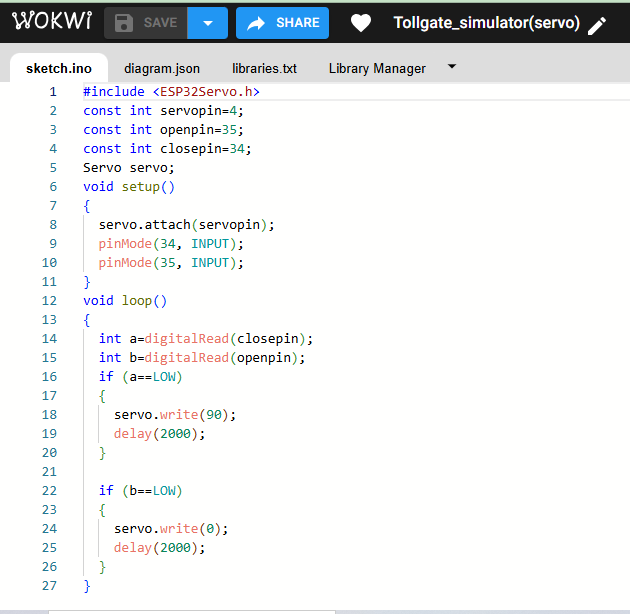 WOKWI SAVE SHARE Tollgate_simulator(servo)
sketch.ino diagram.json libraries.txt Library Manager
1 #include <ESP32Servo.h>
2 const int servopin=4;
3 const int openpin=35;
4 const int closepin=34;
5 Servo servo;
6 void setup()
7 {
8 servo.attach(servopin);
9 pinMode(34, INPUT);
10 pinMode(35, INPUT);
11 }
12 void loop()
13 {
14 int a=digitalRead(closepin);
15 int b=digitalRead(openpin);
16 if (a==LOW)
17 {
18 servo.write(90);
19 delay(2000);
20 }
21
22 if (b==LOW)
23 {
24 servo.write(0);
25 delay(2000);
26 }
27 }